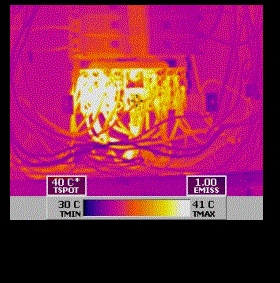 40 C* 1.00
TSPOT EMISS
30 C 41 C
TMIN TMAX